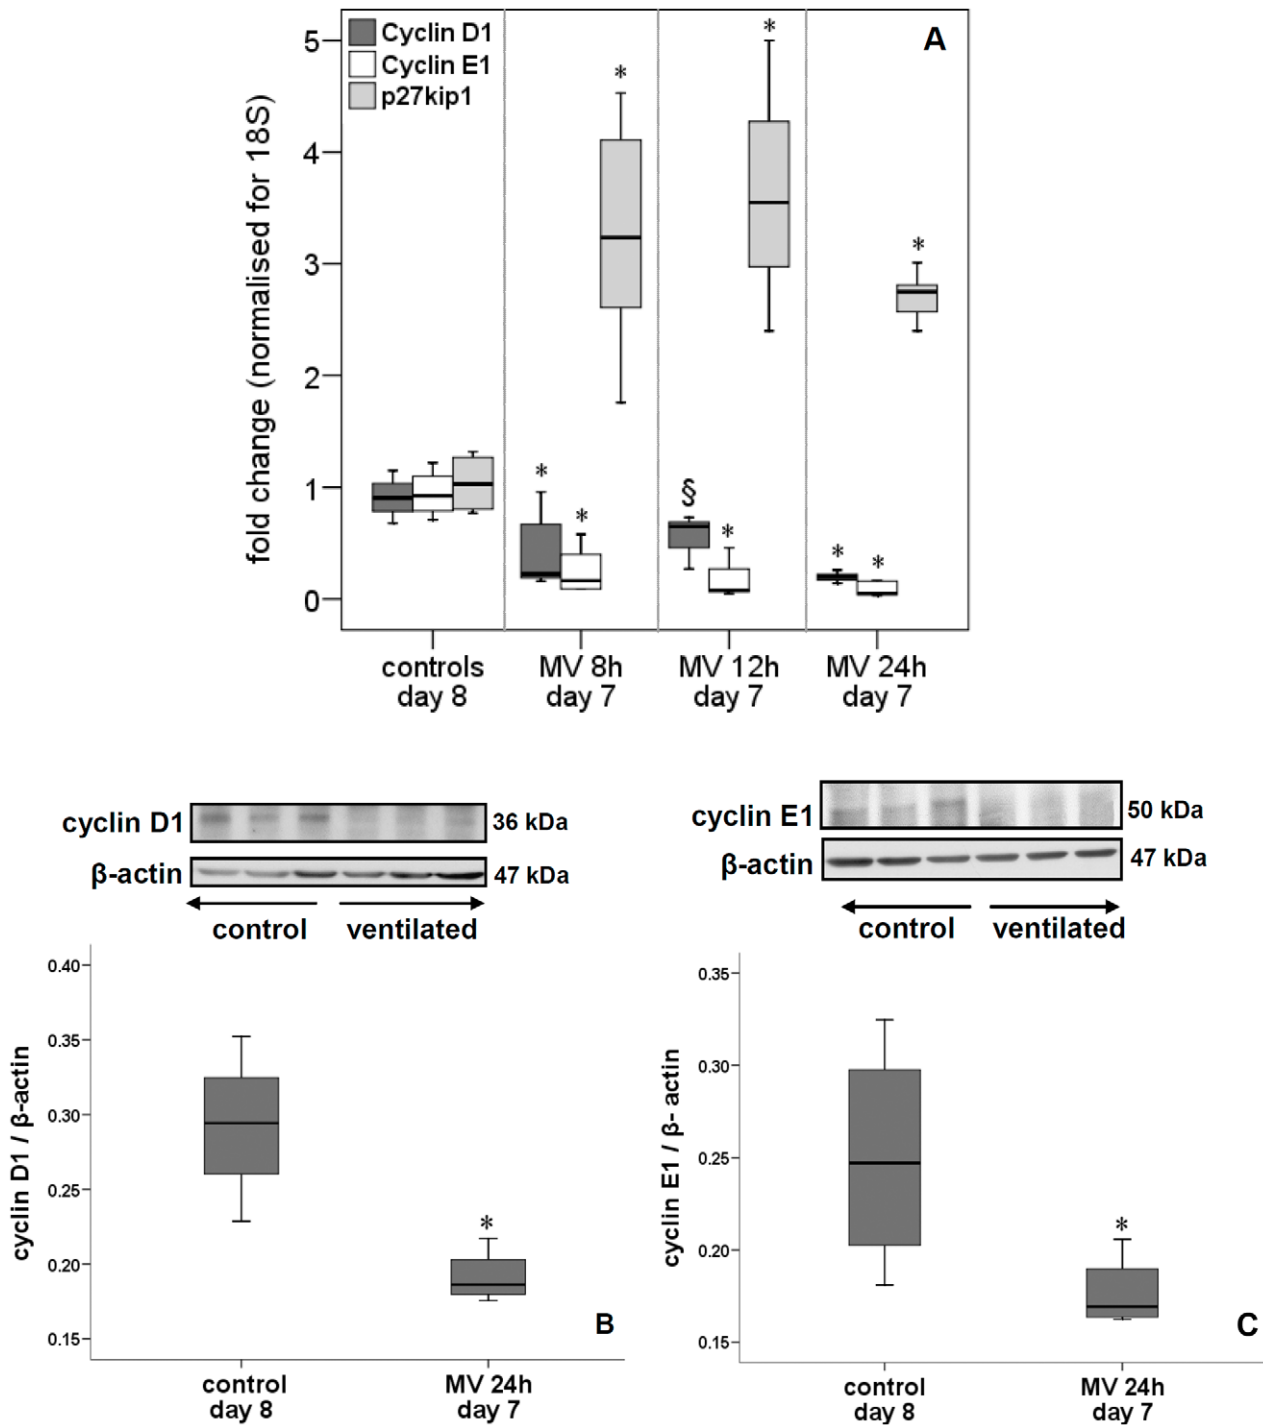 A
Cyclin D1
Cyclin E1
p27kip1
fold change (normalised for 18S)
5
4
3
2
1
0
*
*
*
*
*
§
*
*
*
*
controls
day 8
MV 8h
day 7
MV 12h
day 7
MV 24h
day 7
cyclin D1
36 kDa
β-actin
47 kDa
control
ventilated
cyclin D1 / β-actin
0.40
0.35
0.30
0.25
0.20
0.15
*
B
control
day 8
MV 24h
day 7
cyclin E1
50 kDa
β-actin
47 kDa
control
ventilated
cyclin E1 / β- actin
0.35
0.30
0.25
0.20
0.15
*
C
control
day 8
MV 24h
day 7